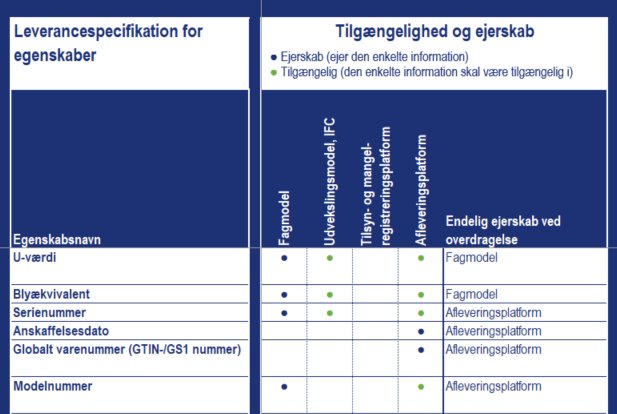 Leverancespecifikation for
egenskaber
Tilgængelighed og ejerskab
● Ejerskab (ejer den enkelte information)
● Tilgængelig (den enkelte information skal være tilgængelig i)
Egenskabsnavn
Fagmodel
Udvekslingsmodel, IFC
Tilsyn- og mangel-
registreringsplatform
Afleveringsplatform
Endelig ejerskab ved
overdragelse
U-værdi ● ● ● Fagmodel
Blyækvivalent ● ● ● Fagmodel
Serienummer ● ● ● Afleveringsplatform
Anskaffelsesdato ● Afleveringsplatform
Globalt varenummer (GTIN-/GS1 nummer) ● Afleveringsplatform
Modelnummer ● ● Afleveringsplatform